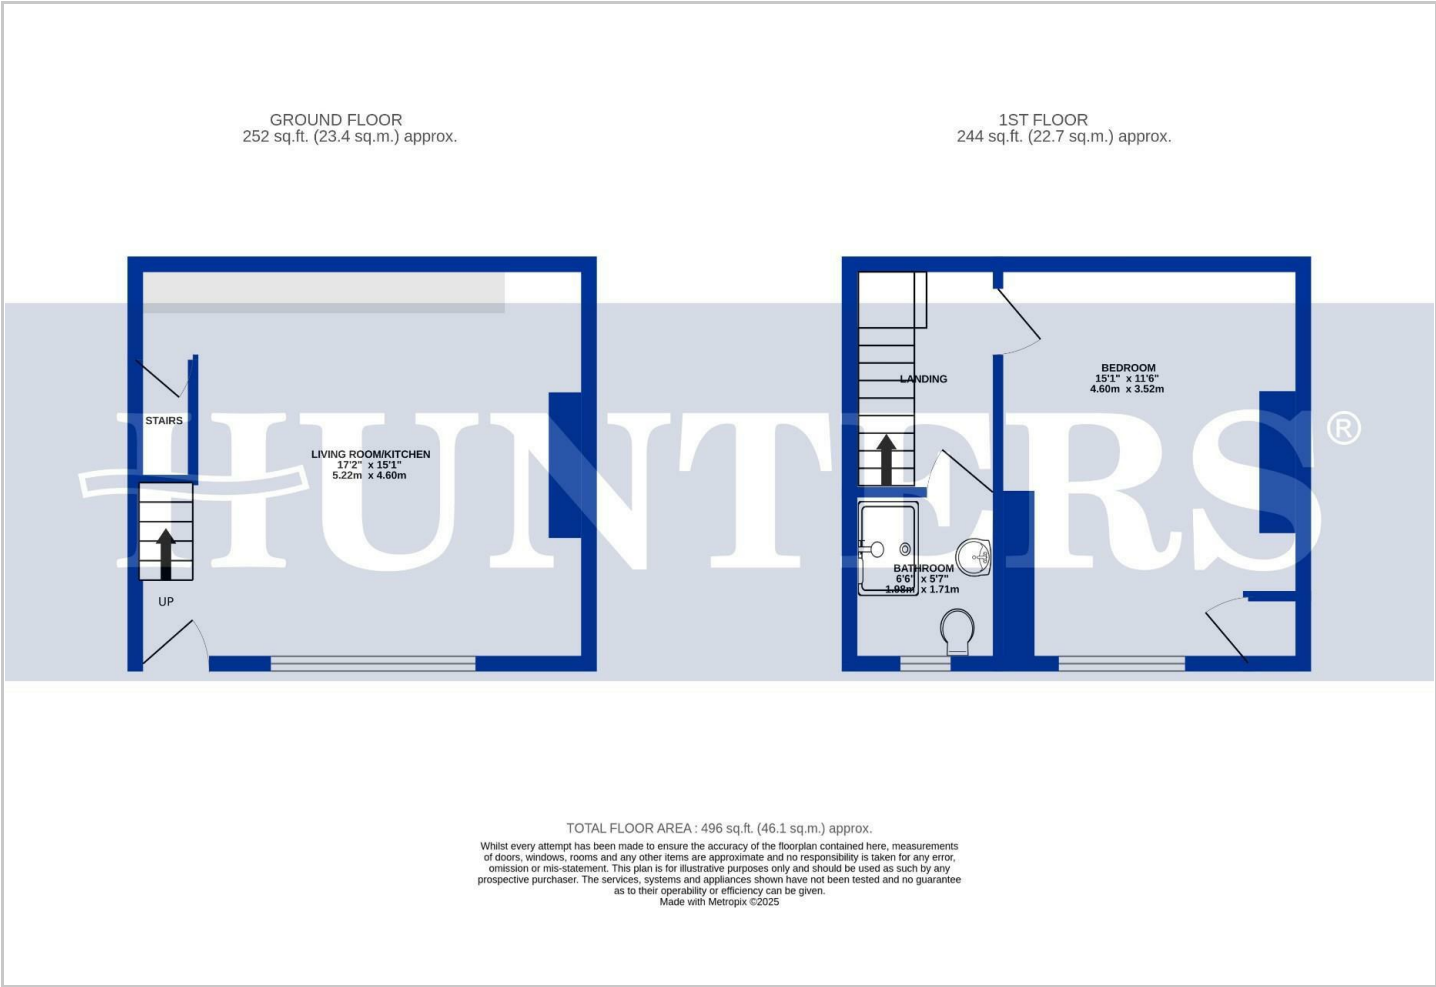 GROUND FLOOR
252 sq.ft. (23.4 sq.m.) approx.
1ST FLOOR
244 sq.ft. (22.7 sq.m.) approx.
STAIRS
LIVING ROOM/KITCHEN
17'2" x 15'1"
5.22m x 4.60m
UP
LANDING
BEDROOM
15'1" x 11'6"
4.60m x 3.52m
BATHROOM
6'6" x 5'7"
1.98m x 1.71m
HUNTERS®
TOTAL FLOOR AREA : 496 sq.ft. (46.1 sq.m.) approx.
Whilst every attempt has been made to ensure the accuracy of the floorplan contained here, measurements
of doors, windows, rooms and any other items are approximate and no responsibility is taken for any error,
omission or mis-statement. This plan is for illustrative purposes only and should be used as such by any
prospective purchaser. The services, systems and appliances shown have not been tested and no guarantee
as to their operability or efficiency can be given.
Made with Metropix ©2025